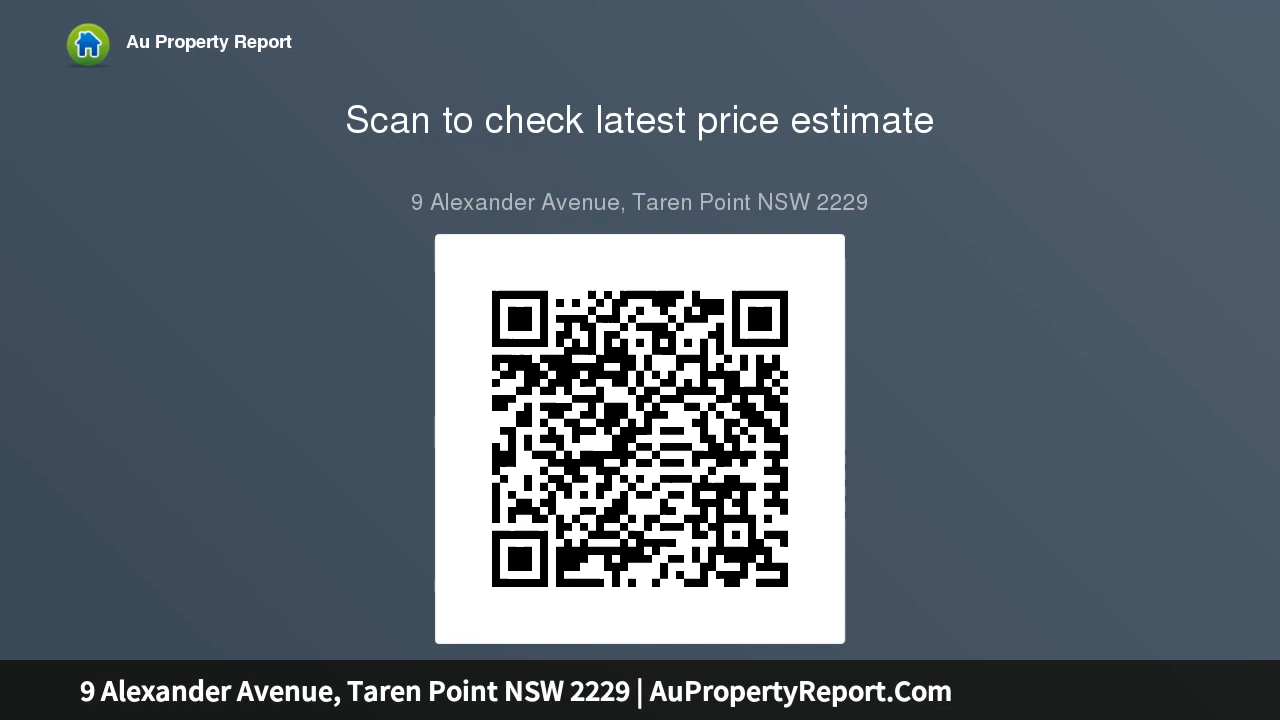 Au Property Report
Scan to check latest price estimate
9 Alexander Avenue, Taren Point NSW 2229
9 Alexander Avenue, Taren Point NSW 2229 | AuPropertyReport.Com